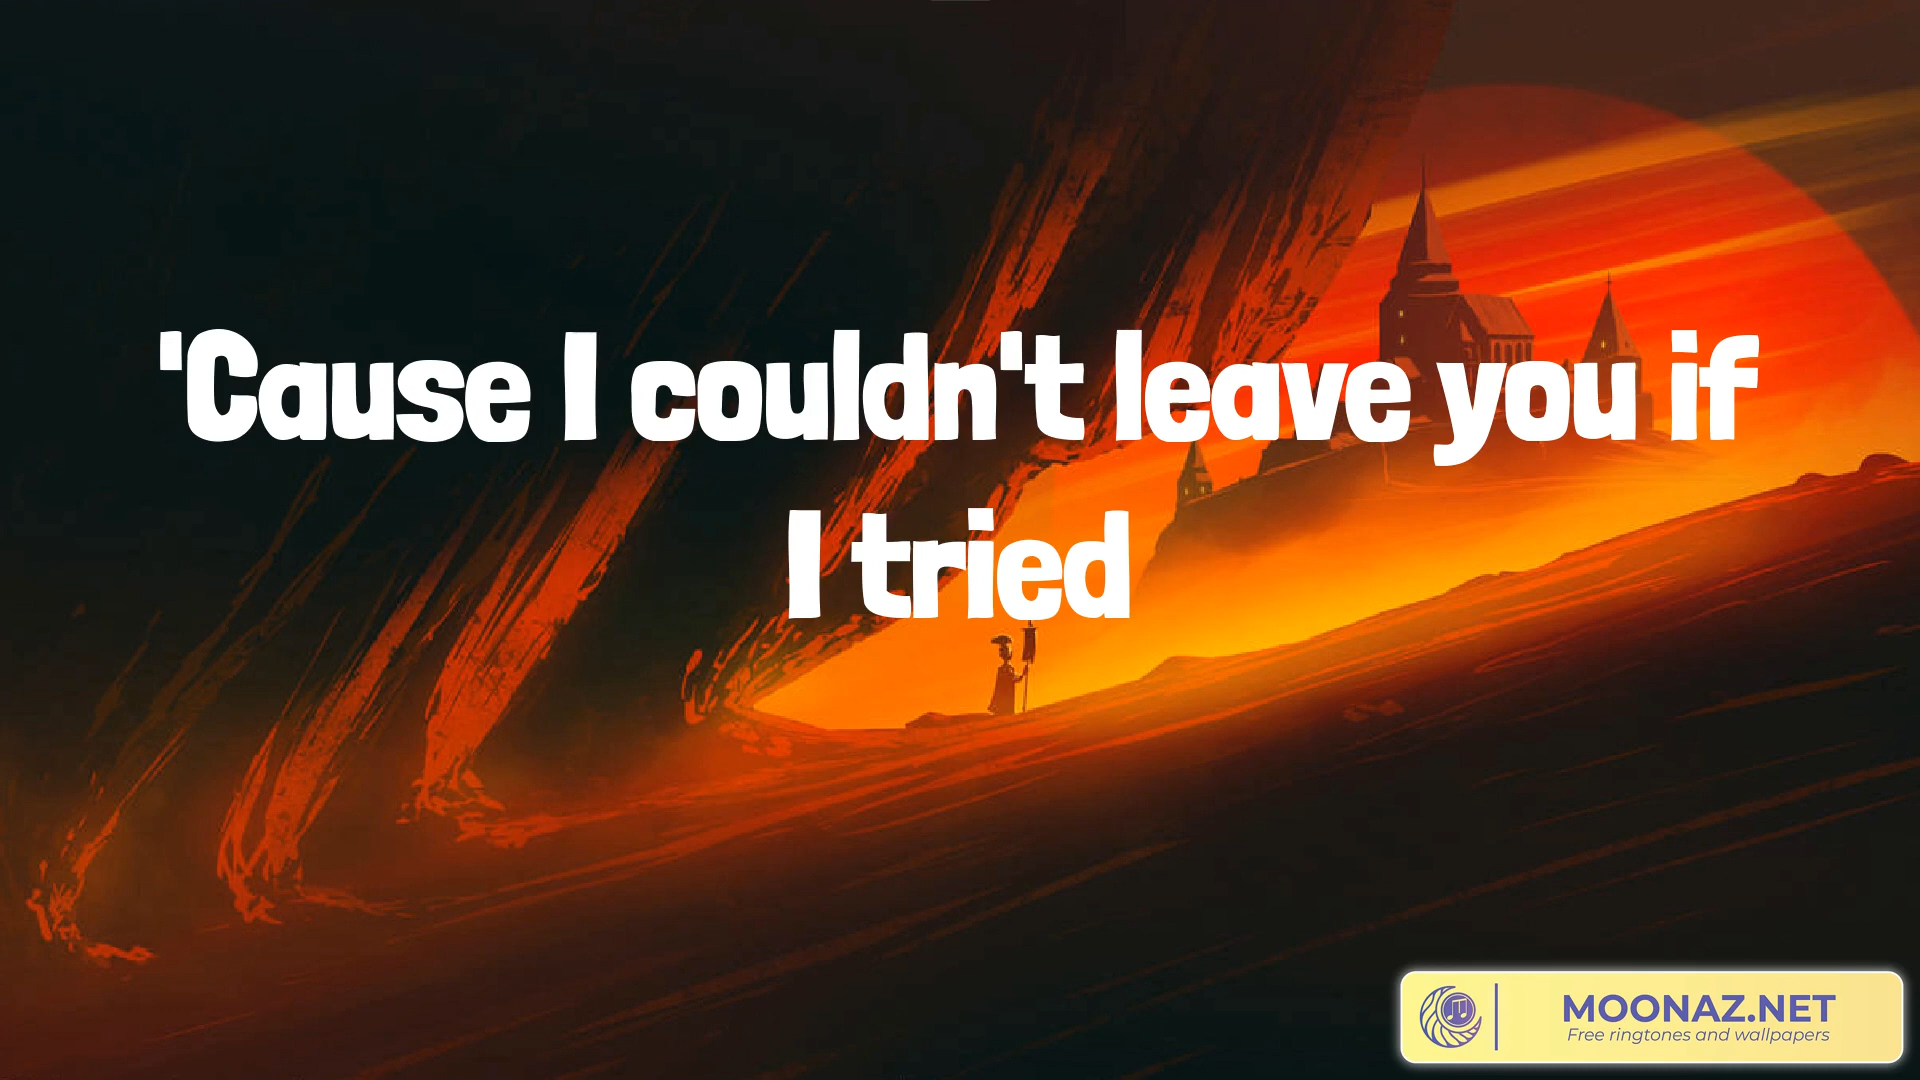 'Cause I couldn't leave you if
I tried
MOONAZ.NET
Free ringtones and wallpapers